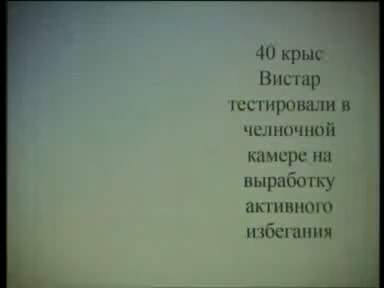 40 крыс
Вистар
тестировали в
челночной
камере на
выработку
активного
избегания